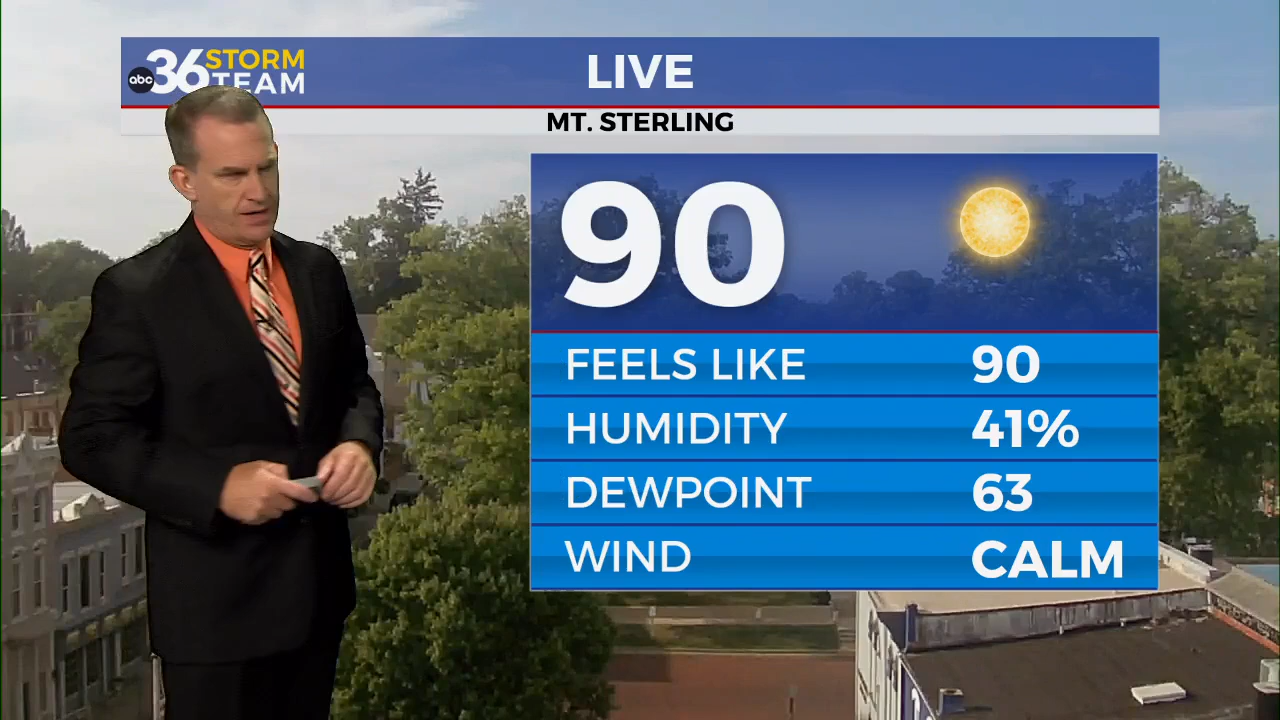 abc 36 STORM TEAM
LIVE
MT. STERLING
90
FEELS LIKE 90
HUMIDITY 41%
DEWPOINT 63
WIND CALM